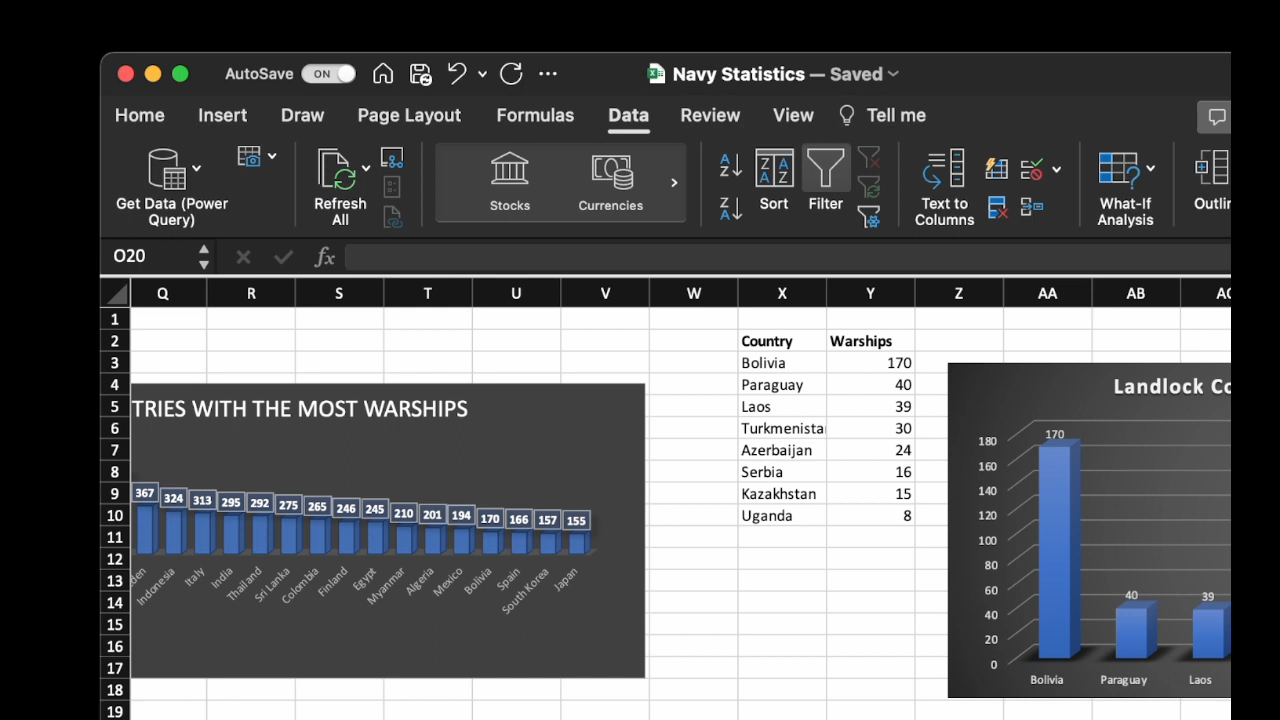 AutoSave ON
Navy Statistics — Saved
Home Insert Draw Page Layout Formulas Data Review View Tell me
Get Data (Power Query)
Refresh All
Stocks
Currencies
Sort
Filter
Text to Columns
What-If Analysis
Outlin
O20 fx
Q R S T U V W X Y Z AA AB AC
1
2 Country Warships
3 Bolivia 170
4 Paraguay 40
5 Laos 39
6 Turkmenista 30
7 Azerbaijan 24
8 Serbia 16
9 Kazakhstan 15
10 Uganda 8
11
12
13
14
15
16
17
18
19
TRIES WITH THE MOST WARSHIPS
367 324 313 295 292 275 265 246 245 210 201 194 170 166 157 155
den Indonesia Italy India Thailand Sri Lanka Colombia Finland Egypt Myanmar Algeria Mexico Bolivia Spain South Korea Japan
Landlock Co
180
160
140
120
100
80
60
40
20
0
170 40 39
Bolivia Paraguay Laos